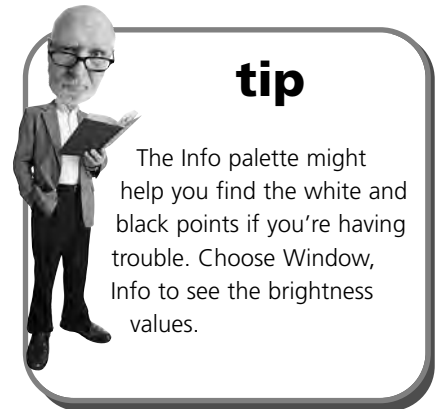 tip
The Info palette might
help you find the white and
black points if you’re having
trouble. Choose Window,
Info to see the brightness
values.